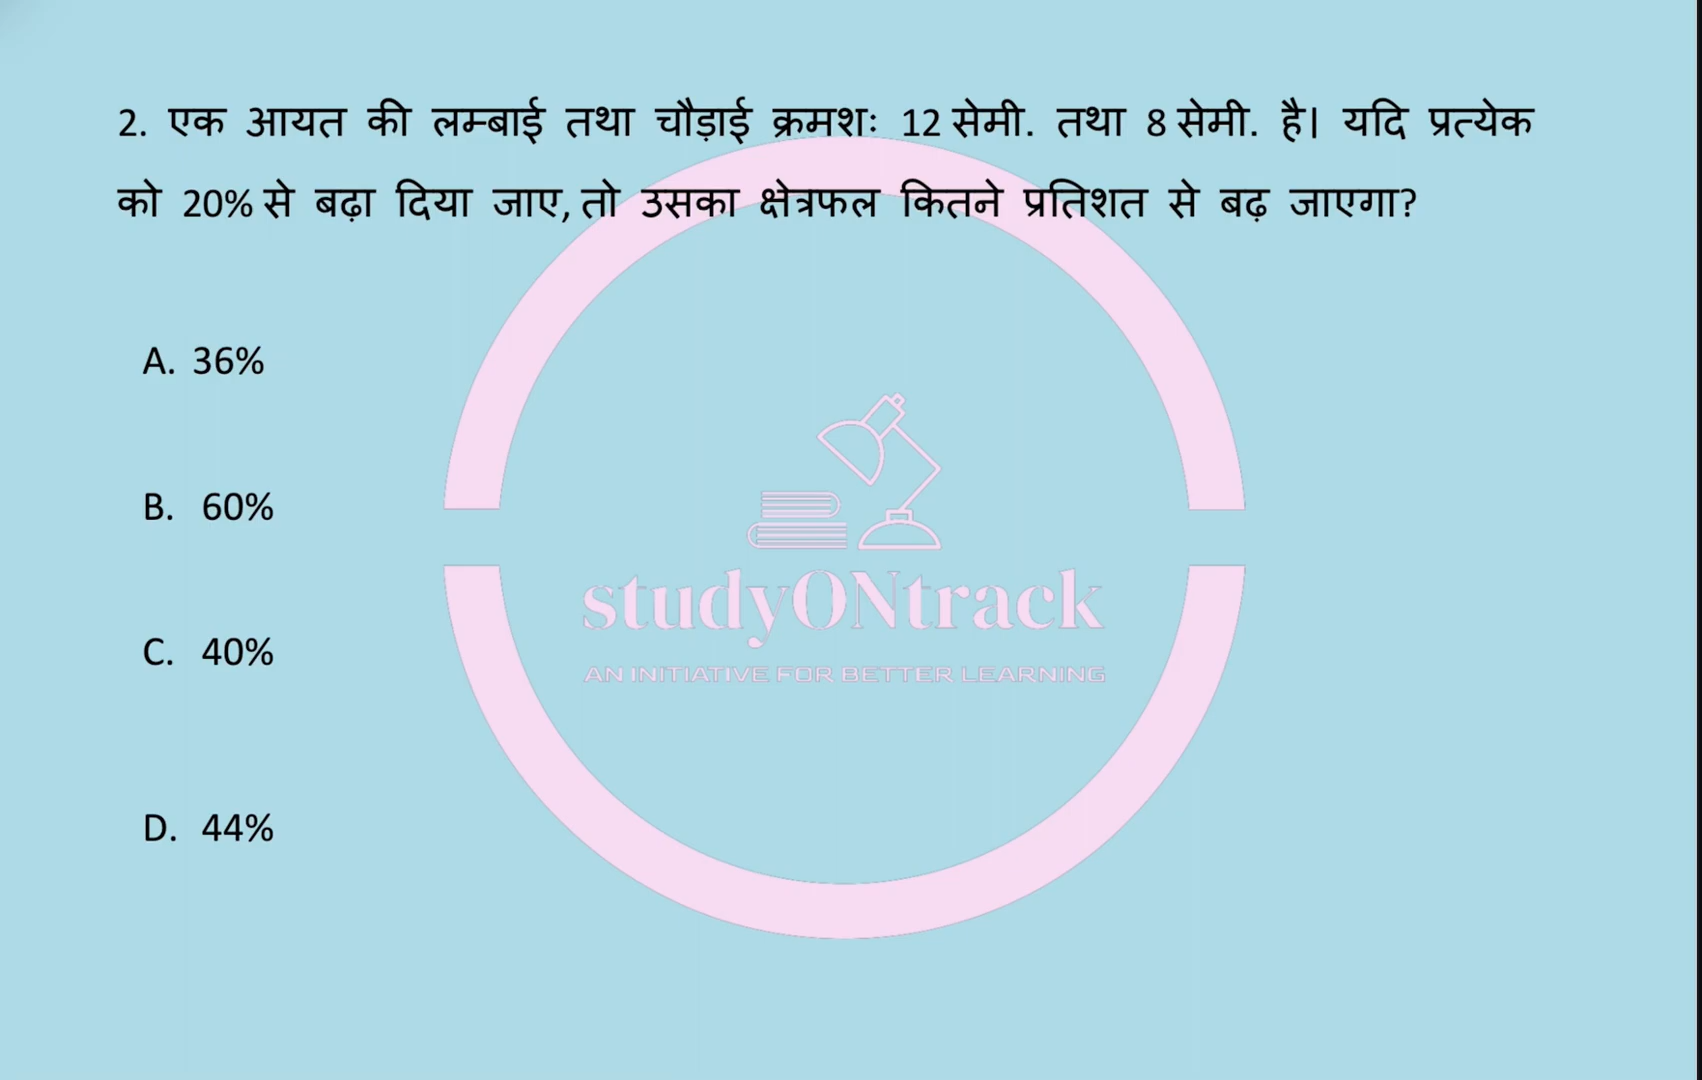 2. एक आयत की लम्बाई तथा चौड़ाई क्रमशः 12 सेमी. तथा 8 सेमी. है। यदि प्रत्येक
को 20% से बढ़ा दिया जाए, तो उसका क्षेत्रफल कितने प्रतिशत से बढ़ जाएगा?
A. 36%
B. 60%
studyONtrack
C. 40%
AN INITIATIVE FOR BETTER LEARNING
D. 44%